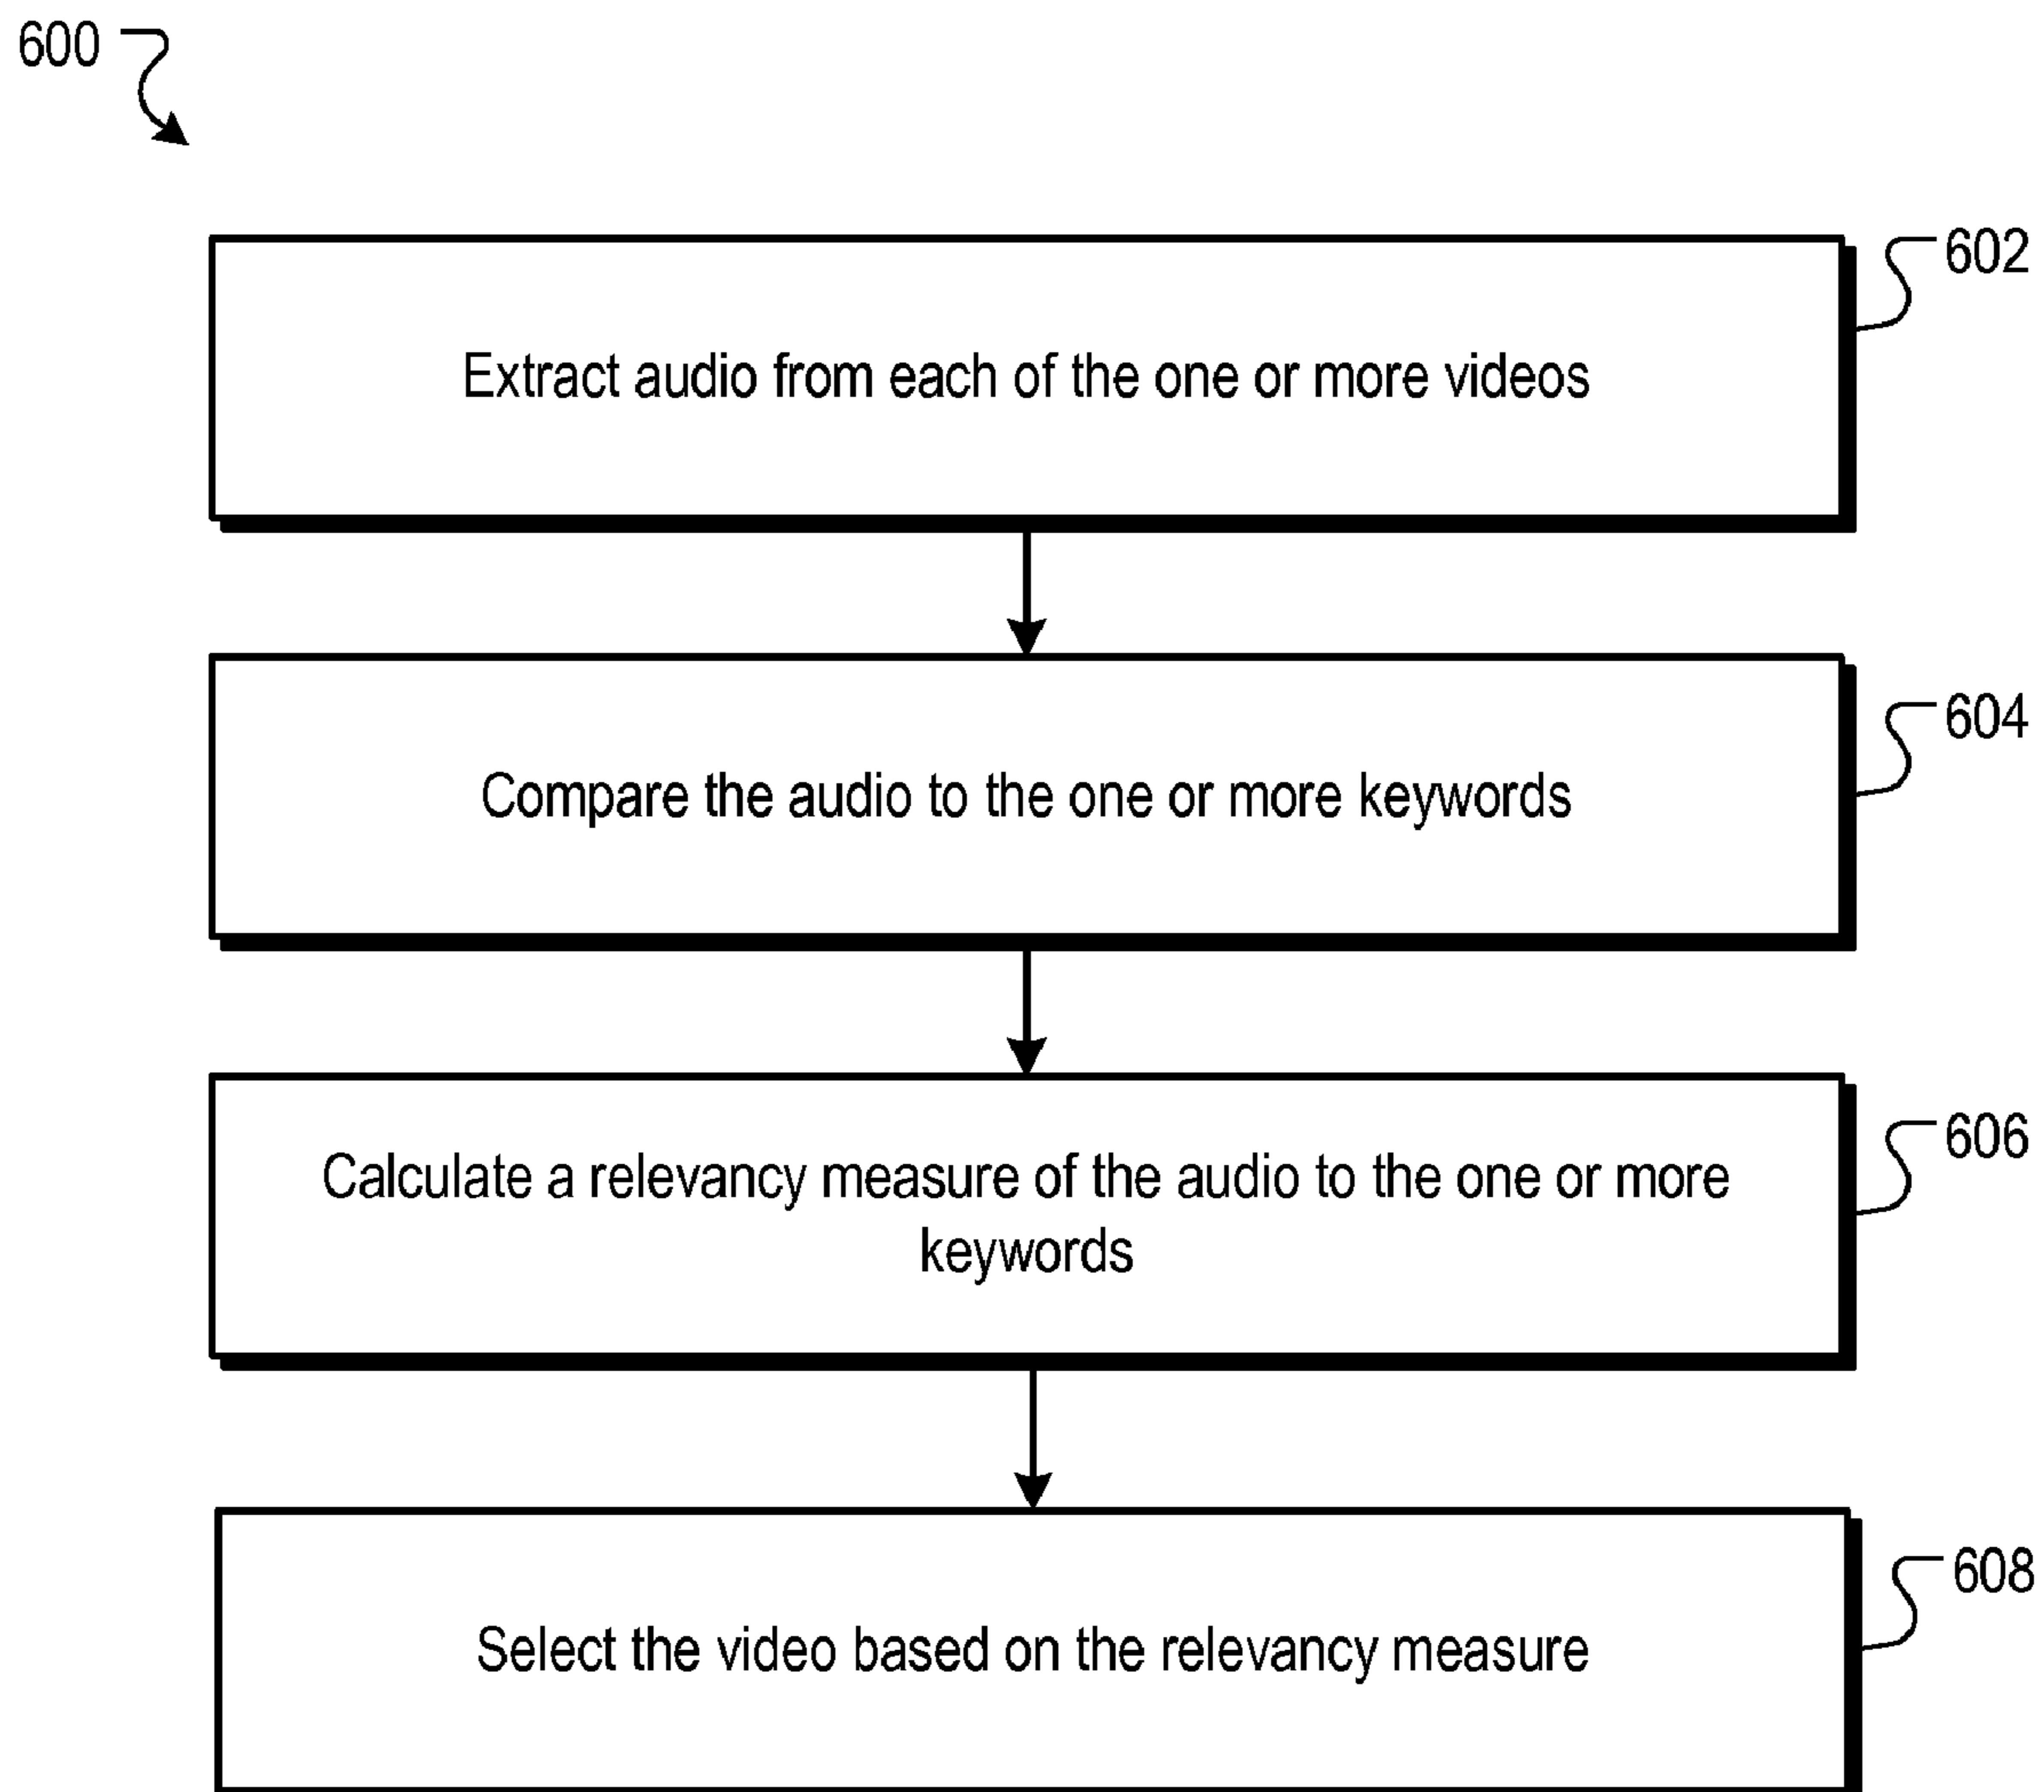 600
602
Extract audio from each of the one or more videos
604
Compare the audio to the one or more keywords
606
Calculate a relevancy measure of the audio to the one or more
keywords
608
Select the video based on the relevancy measure